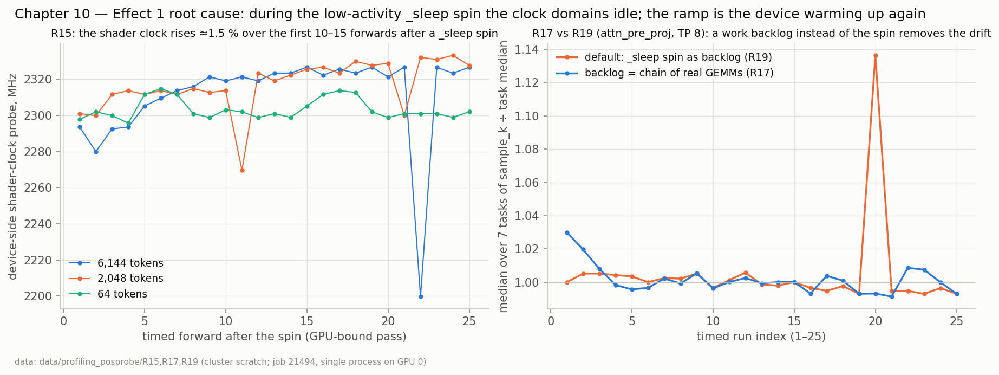 Chapter 10 — Effect 1 root cause: during the low-activity _sleep spin the clock domains idle; the ramp is the device warming up again
R15: the shader clock rises ≈1.5 % over the first 10–15 forwards after a _sleep spin
device-side shader-clock probe, MHz
2320
2300
2280
2260
2240
2220
2200
6,144 tokens
2,048 tokens
64 tokens
0 5 10 15 20 25
timed forward after the spin (GPU-bound pass)
R17 vs R19 (attn_pre_proj, TP 8): a work backlog instead of the spin removes the drift
median over 7 tasks of sample_k ÷ task median
1.14
1.12
1.10
1.08
1.06
1.04
1.02
1.00
default: _sleep spin as backlog (R19)
backlog = chain of real GEMMs (R17)
0 5 10 15 20 25
timed run index (1–25)
data: data/profiling_posprobe/R15,R17,R19 (cluster scratch; job 21494, single process on GPU 0)